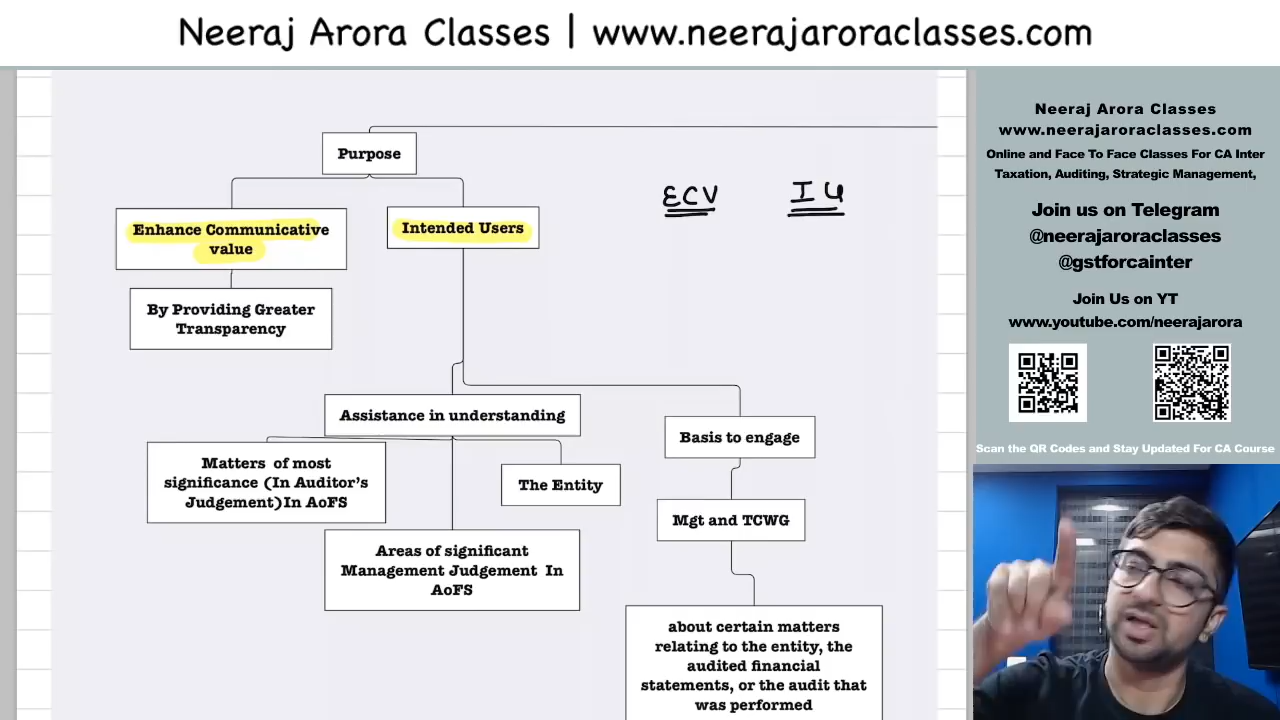 Neeraj Arora Classes | www.neerajaroraclasses.com
Purpose
Enhance Communicative
value
Intended Users
ECV IU
By Providing Greater
Transparency
Assistance in understanding
Basis to engage
Matters of most
significance (In Auditor's
Judgement)In AoFS
The Entity
Mgt and TCWG
Areas of significant
Management Judgement In
AoFS
about certain matters
relating to the entity, the
audited financial
statements, or the audit that
was performed
Neeraj Arora Classes
www.neerajaroraclasses.com
Online and Face To Face Classes For CA Inter
Taxation, Auditing, Strategic Management,
Join us on Telegram
@neerajaroraclasses
@gstforcainter
Join Us on YT
www.youtube.com/neerajarora
Scan the QR Codes and Stay Updated For CA Course